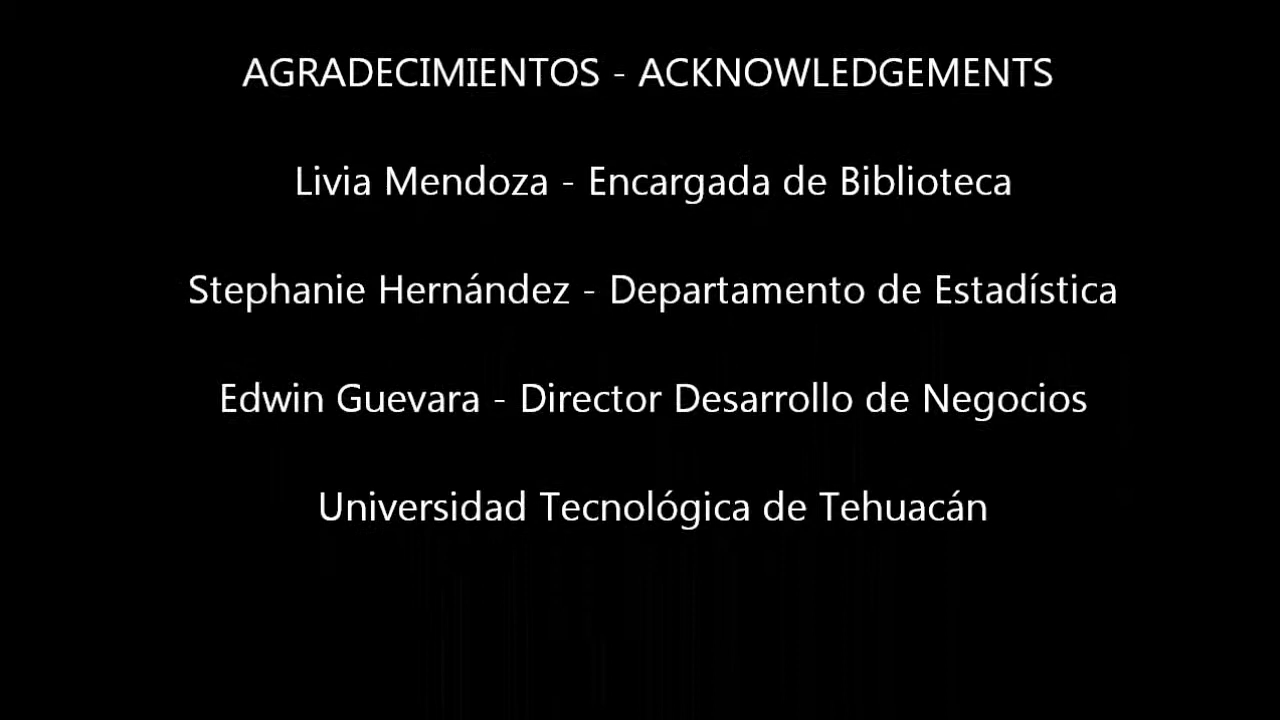 AGRADECIMIENTOS - ACKNOWLEDGEMENTS
Livia Mendoza - Encargada de Biblioteca
Stephanie Hernández - Departamento de Estadística
Edwin Guevara - Director Desarrollo de Negocios
Universidad Tecnológica de Tehuacán